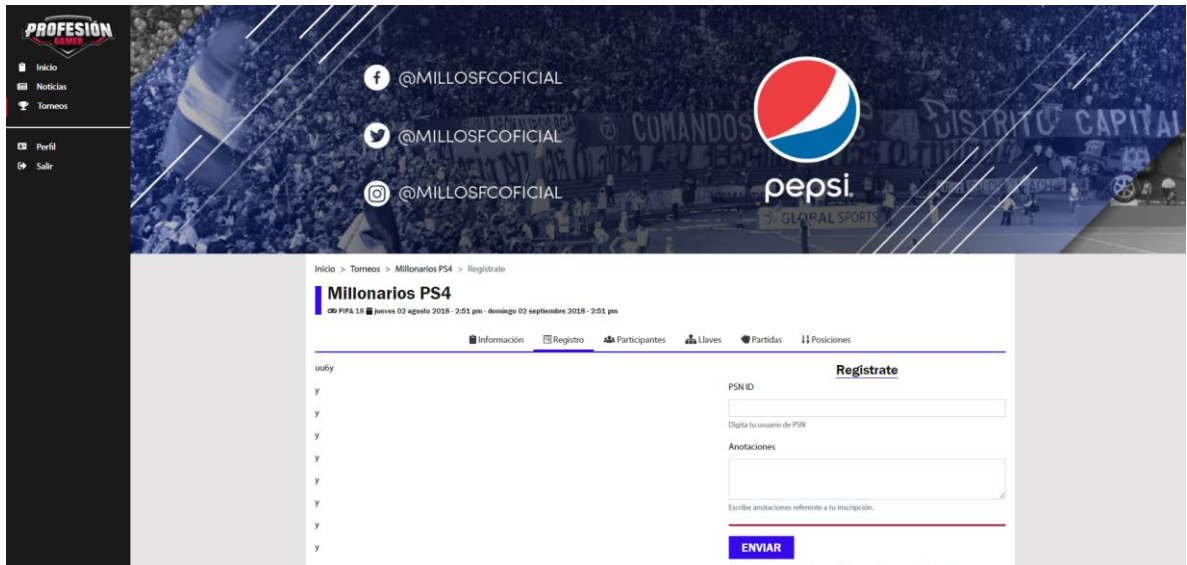 PROFESIÓN
GAMER
Inicio
Noticias
Torneos
Perfil
Salir
@MILLOSFCOFICIAL
@MILLOSFCOFICIAL
@MILLOSFCOFICIAL
pepsi
COMANDOS
DISTRITO CAPITAL
GLOBAL SPORTS
Inicio > Torneos > Millonarios PS4 > Registrate
Millonarios PS4
FIFA 18 jueves 02 agosto 2018 - 2:51 pm - domingo 02 septiembre 2018 - 2:51 pm
Información Registro Participantes Llaves Partidas Posiciones
uu6y
y
y
y
y
y
y
y
y
Registrate
PSN ID
Digita tu usuario de PSN
Anotaciones
Escribe anotaciones referente a tu inscripción.
ENVIAR